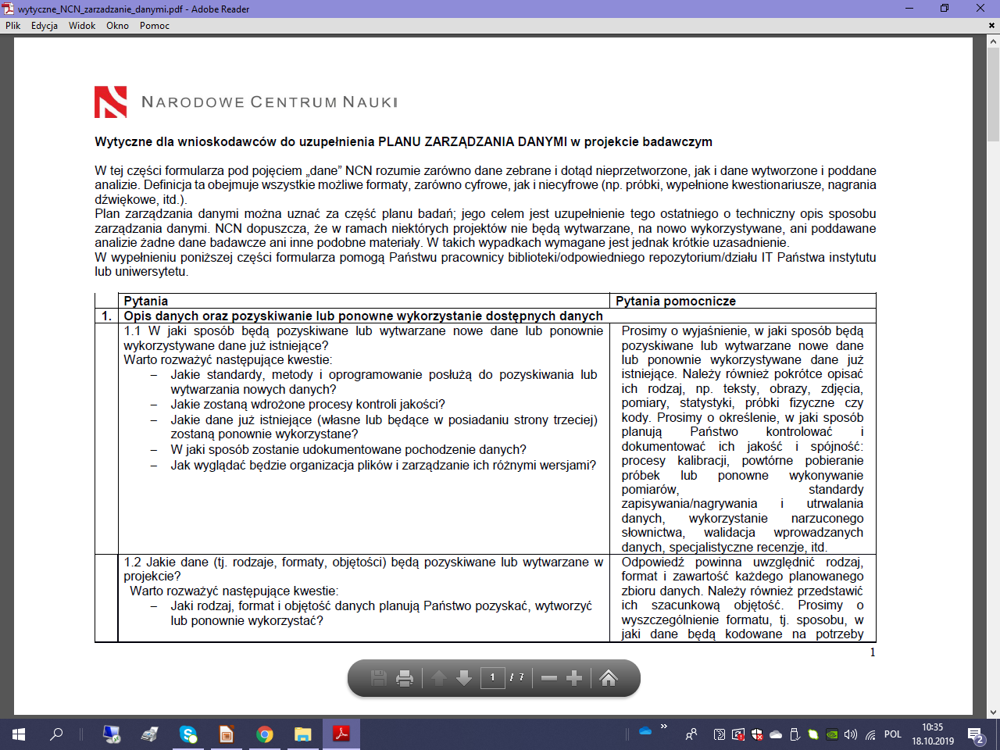 wytyczne_NCN_zarzadzanie_danymi.pdf - Adobe Reader
Plik Edycja Widok Okno Pomoc
NARODOWE CENTRUM NAUKI
Wytyczne dla wnioskodawców do uzupełnienia PLANU ZARZĄDZANIA DANYMI w projekcie badawczym
W tej części formularza pod pojęciem „dane” NCN rozumie zarówno dane zebrane i dotąd nieprzetworzone, jak i dane wytworzone i poddane
analizie. Definicja ta obejmuje wszystkie możliwe formaty, zarówno cyfrowe, jak i niecyfrowe (np. próbki, wypełnione kwestionariusze, nagrania
dźwiękowe, itd.).
Plan zarządzania danymi można uznać za część planu badań; jego celem jest uzupełnienie tego ostatniego o techniczny opis sposobu
zarządzania danymi. NCN dopuszcza, że w ramach niektórych projektów nie będą wytwarzane, na nowo wykorzystywane, ani poddawane
analizie żadne dane badawcze ani inne podobne materiały. W takich wypadkach wymagane jest jednak krótkie uzasadnienie.
W wypełnieniu poniższej części formularza pomogą Państwu pracownicy biblioteki/odpowiedniego repozytorium/działu IT Państwa instytutu
lub uniwersytetu.
Pytania
Pytania pomocnicze
1. Opis danych oraz pozyskiwanie lub ponowne wykorzystanie dostępnych danych
1.1 W jaki sposób będą pozyskiwane lub wytwarzane nowe dane lub ponownie
wykorzystywane dane już istniejące?
Warto rozważyć następujące kwestie:
– Jakie standardy, metody i oprogramowanie posłużą do pozyskiwania lub
wytwarzania nowych danych?
– Jakie zostaną wdrożone procesy kontroli jakości?
– Jakie dane już istniejące (własne lub będące w posiadaniu strony trzeciej)
zostaną ponownie wykorzystane?
– W jaki sposób zostanie udokumentowane pochodzenie danych?
– Jak wyglądać będzie organizacja plików i zarządzanie ich różnymi wersjami?
Prosimy o wyjaśnienie, w jaki sposób będą
pozyskiwane lub wytwarzane nowe dane
lub ponownie wykorzystywane dane już
istniejące. Należy również pokrótce opisać
ich rodzaj, np. teksty, obrazy, zdjęcia,
pomiary, statystyki, próbki fizyczne czy
kody. Prosimy o określenie, w jaki sposób
planują Państwo kontrolować i
dokumentować ich jakość i spójność:
procesy kalibracji, powtórne pobieranie
próbek lub ponowne wykonywanie
pomiarów, standardy
zapisywania/nagrywania i utrwalania
danych, wykorzystanie narzuconego
słownictwa, walidacja wprowadzanych
danych, specjalistyczne recenzje, itd.
1.2 Jakie dane (tj. rodzaje, formaty, objętości) będą pozyskiwane lub wytwarzane w
projekcie?
Warto rozważyć następujące kwestie:
– Jaki rodzaj, format i objętość danych planują Państwo pozyskać, wytworzyć
lub ponownie wykorzystać?
Odpowiedź powinna uwzględnić rodzaj,
format i zawartość każdego planowanego
zbioru danych. Należy również przedstawić
ich szacunkową objętość. Prosimy o
wyszczególnienie formatu, tj. sposobu, w
jaki dane będą kodowane na potrzeby
1
1 / 7
POL
10:35
18.10.2019
2